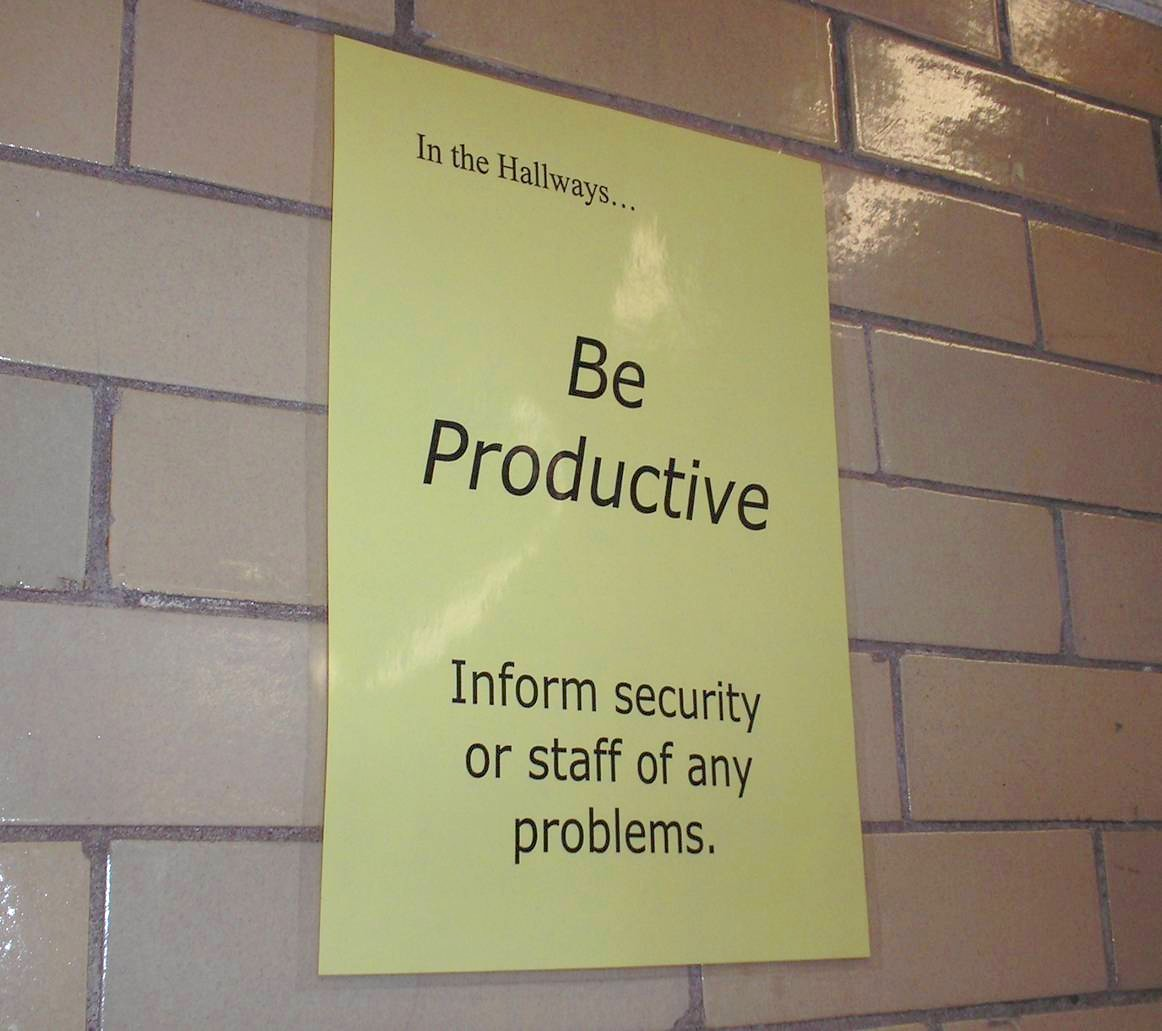 In the Hallways...
Be
Productive
Inform security
or staff of any
problems.